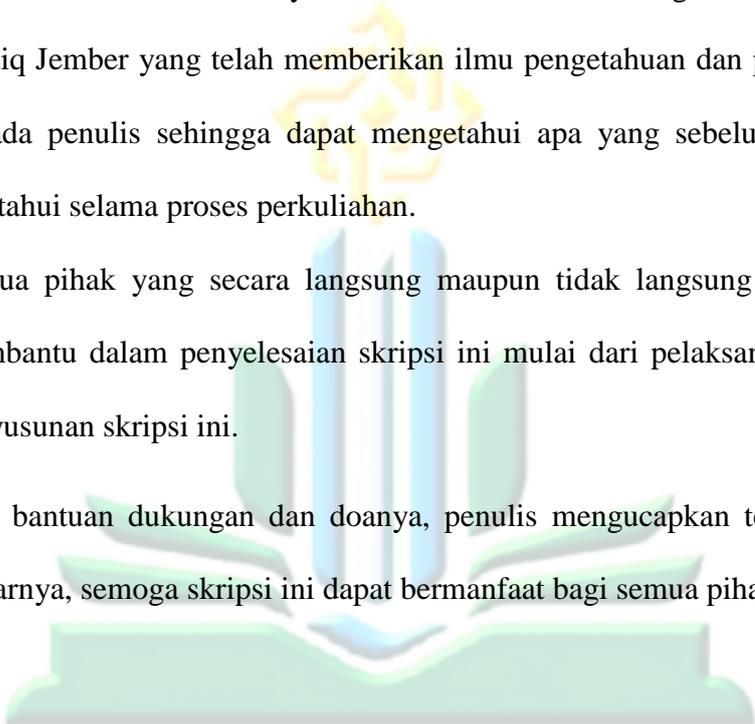 iq Jember yang telah memberikan ilmu pengetahuan dan
ada penulis sehingga dapat mengetahui apa yang sebelu
tahui selama proses perkuliahan.
ua pihak yang secara langsung maupun tidak langsung
nbantu dalam penyelesaian skripsi ini mulai dari pelaksan
yusunan skripsi ini.
bantuan dukungan dan doanya, penulis mengucapkan te
arnya, semoga skripsi ini dapat bermanfaat bagi semua piha